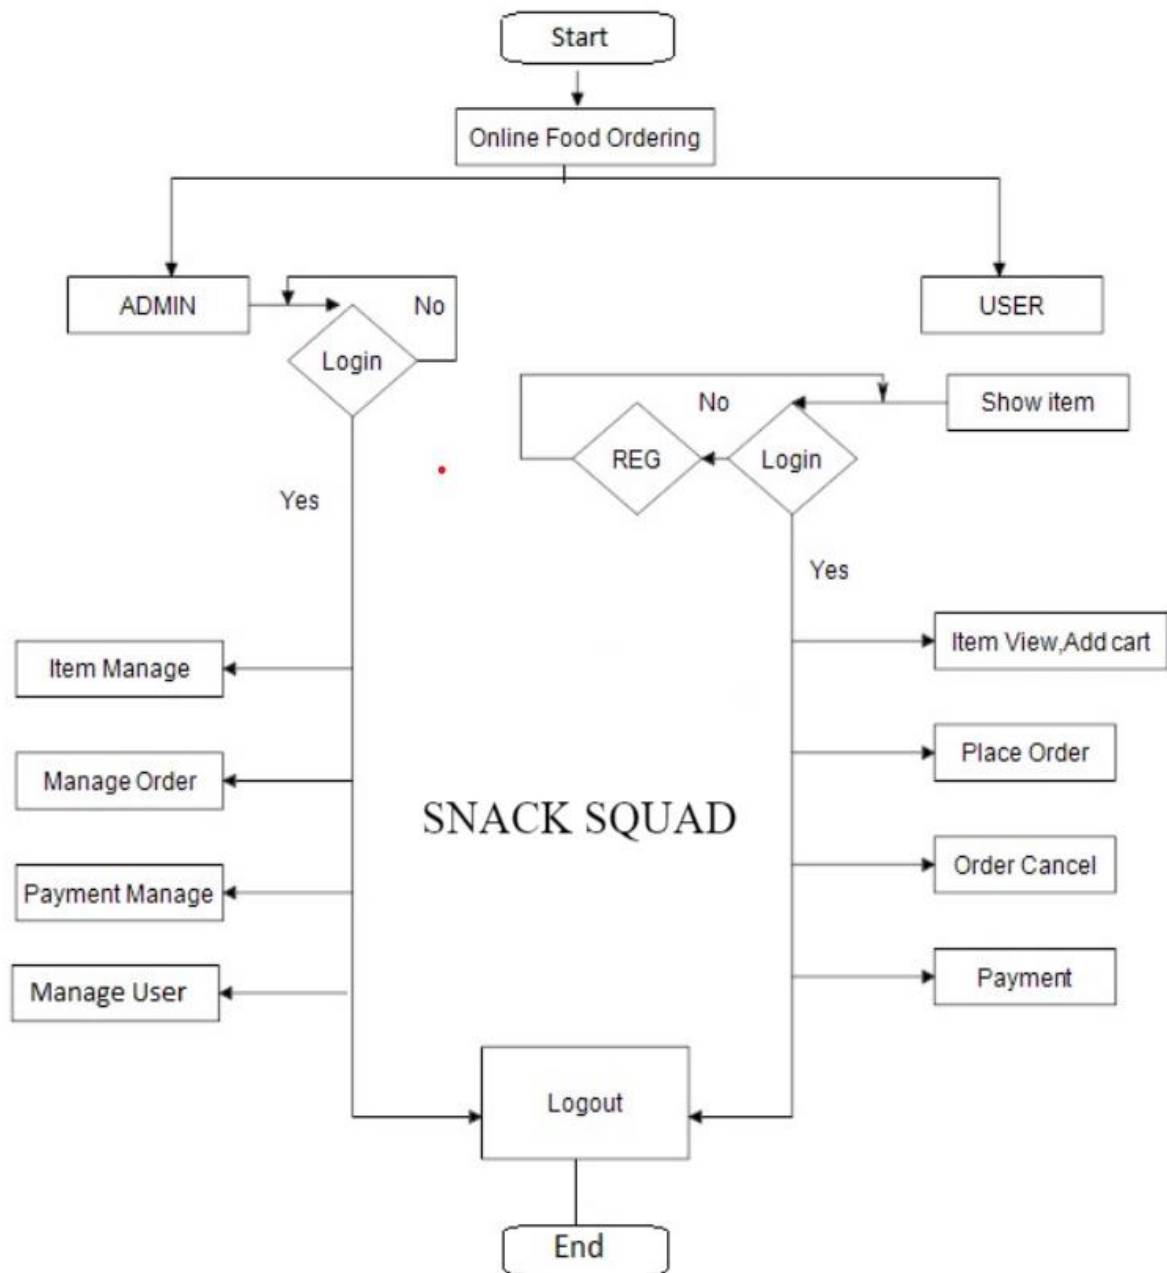 Start
Online Food Ordering
ADMIN
No
USER
Login
No
Show item
REG
Login
Yes
Yes
Item View,Add cart
Item Manage
Place Order
Manage Order
SNACK SQUAD
Order Cancel
Payment Manage
Payment
Manage User
Logout
End